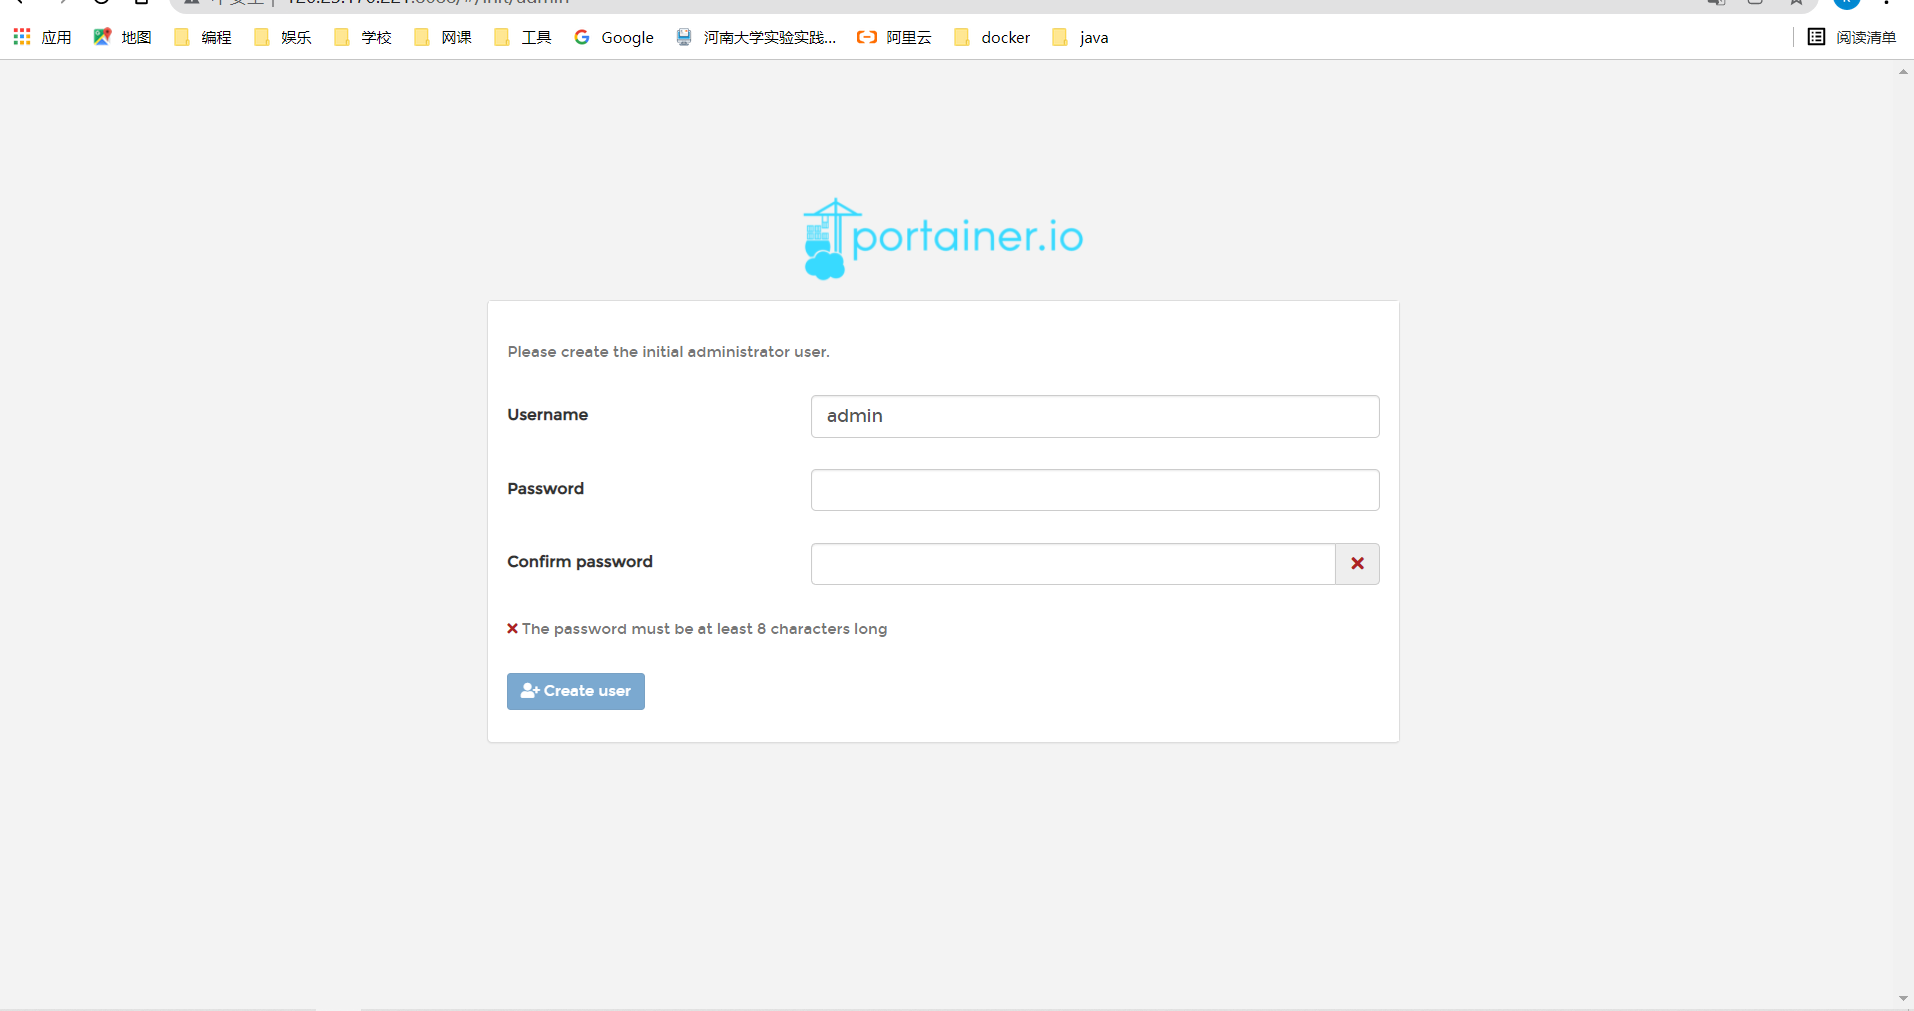 应用 地图 编程 娱乐 学校 网课 工具 Google 河南大学实验实践... 阿里云 docker java 阅读清单
portainer.io
Please create the initial administrator user.
Username admin
Password
Confirm password
The password must be at least 8 characters long
Create user